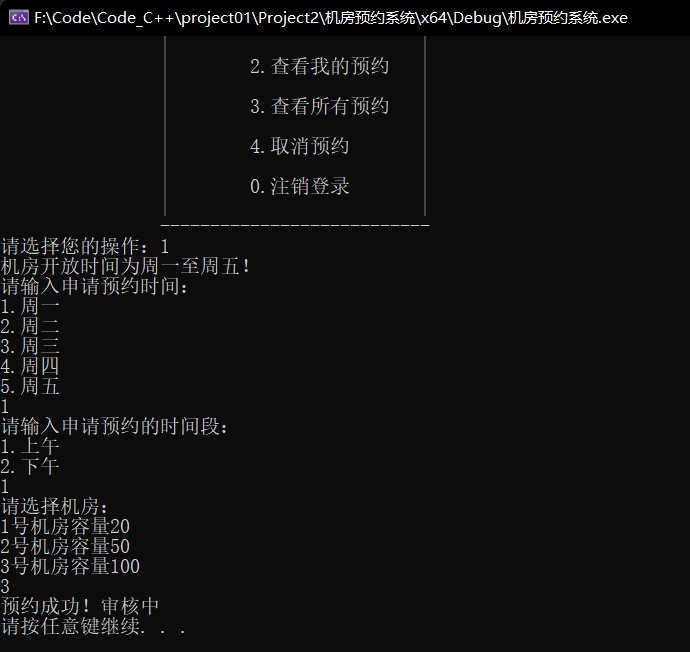 F:\Code\Code_C++\project01\Project2\机房预约系统\x64\Debug\机房预约系统.exe
2.查看我的预约
3.查看所有预约
4.取消预约
0.注销登录
---------------------------
请选择您的操作：1
机房开放时间为周一至周五！
请输入申请预约时间：
1.周一
2.周二
3.周三
4.周四
5.周五
1
请输入申请预约的时间段：
1.上午
2.下午
1
请选择机房：
1号机房容量20
2号机房容量50
3号机房容量100
3
预约成功！审核中
请按任意键继续. . .